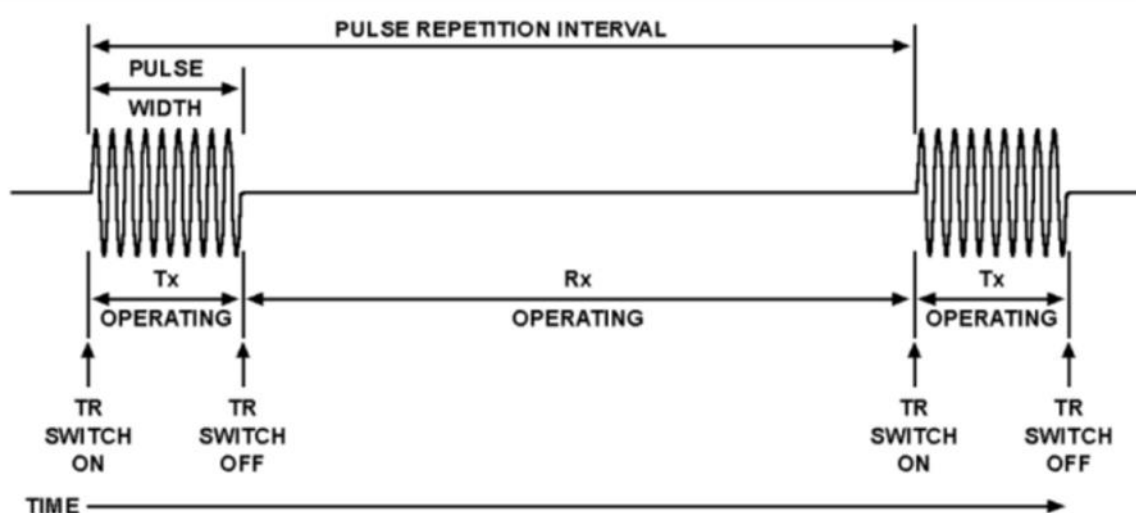 PULSE REPETITION INTERVAL
PULSE
WIDTH
Tx
OPERATING
Rx
OPERATING
Tx
OPERATING
TR
SWITCH
ON
TR
SWITCH
OFF
TR
SWITCH
ON
TR
SWITCH
OFF
TIME